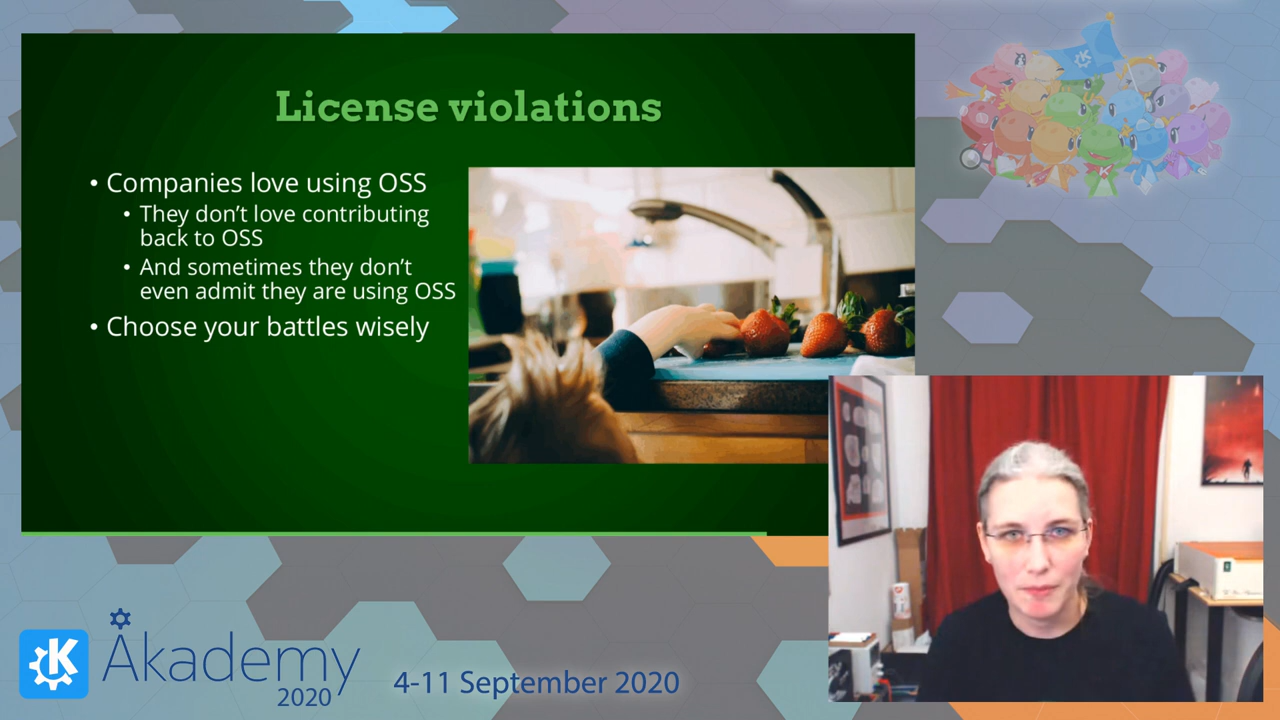 License violations
• Companies love using OSS
• They don’t love contributing
back to OSS
• And sometimes they don’t
even admit they are using OSS
• Choose your battles wisely
K
Akademy
2020
4-11 September 2020